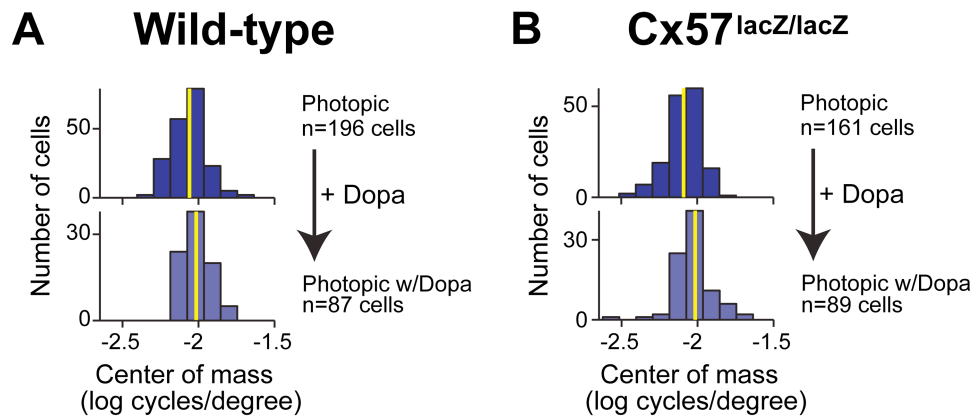 A Wild-type
Number of cells
50
0
30
0
-2.5 -2 -1.5
Center of mass
(log cycles/degree)
Photopic
n=196 cells
+ Dopa
Photopic w/Dopa
n=87 cells
B Cx57lacZ/lacZ
Number of cells
50
0
30
0
-2.5 -2 -1.5
Center of mass
(log cycles/degree)
Photopic
n=161 cells
+ Dopa
Photopic w/Dopa
n=89 cells